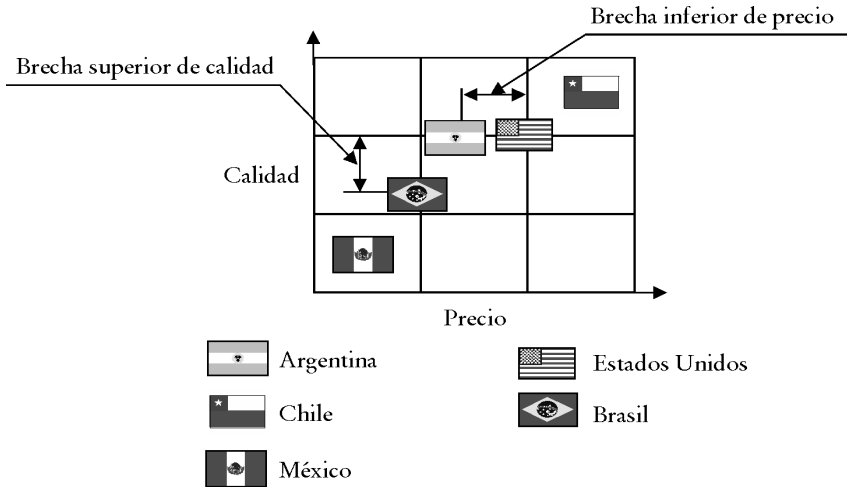 Brecha inferior de precio
Brecha superior de calidad
Calidad
Precio
Argentina
Estados Unidos
Chile
Brasil
México